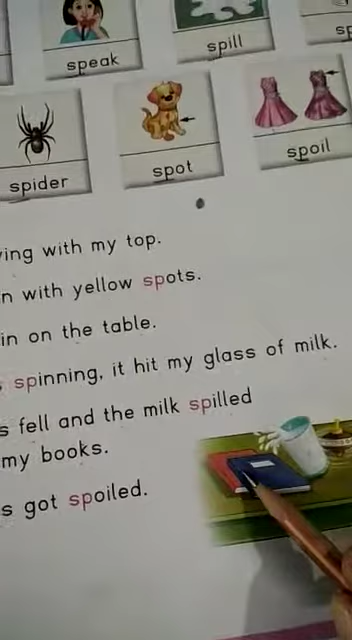 speak
spill
sp
spider
spot
spoil
ing with my top.
n with yellow spots.
in on the table.
spinning, it hit my glass of milk.
s fell and the milk spilled
my books.
s got spoiled.